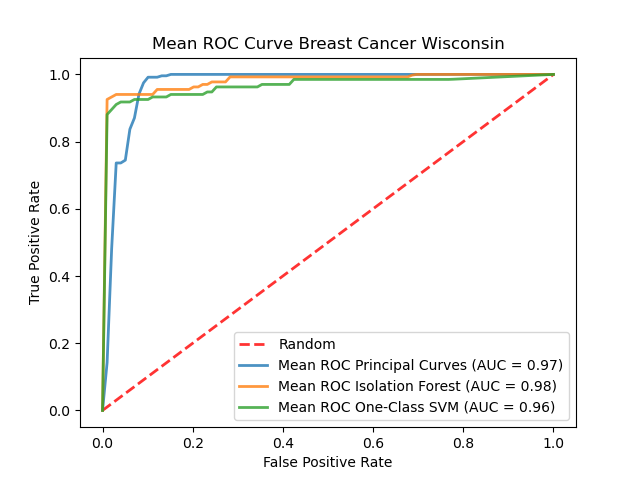 Mean ROC Curve Breast Cancer Wisconsin
1.0
0.8
0.6
0.4
0.2
0.0
True Positive Rate
Random
Mean ROC Principal Curves (AUC = 0.97)
Mean ROC Isolation Forest (AUC = 0.98)
Mean ROC One-Class SVM (AUC = 0.96)
0.0 0.2 0.4 0.6 0.8 1.0
False Positive Rate